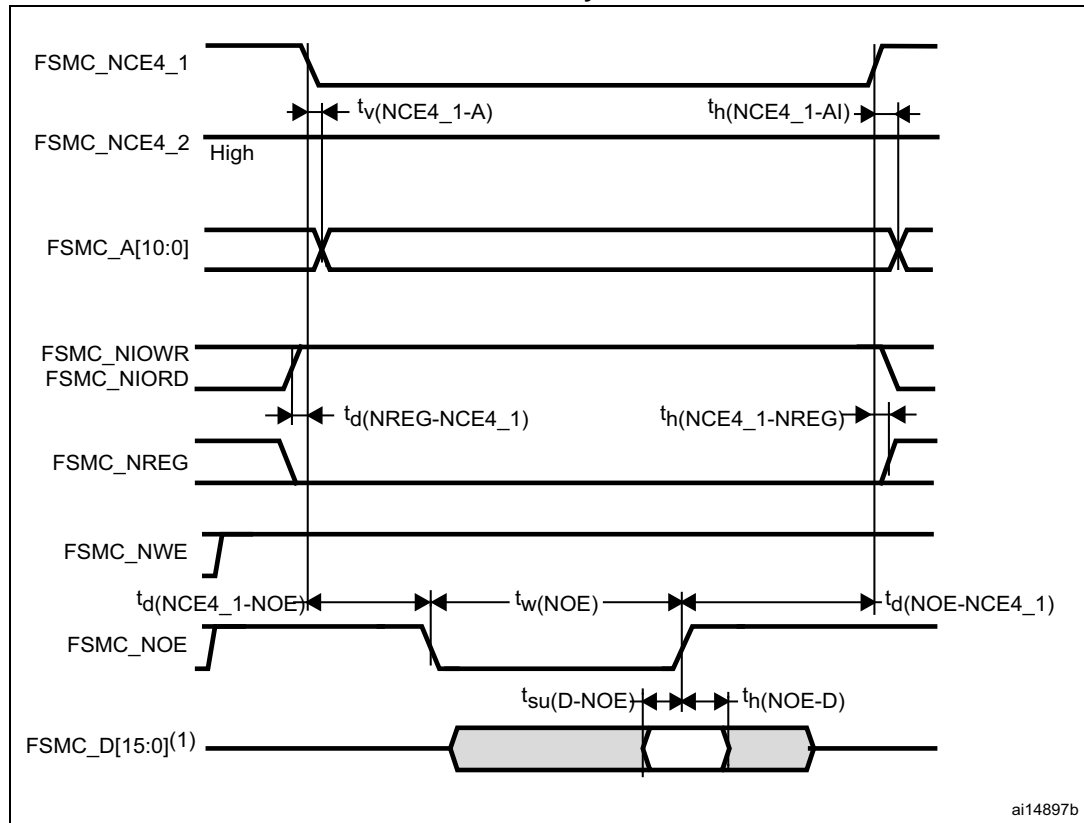 FSMC_NCE4_1
tv(NCE4_1-A)
th(NCE4_1-AI)
FSMC_NCE4_2
High
FSMC_A[10:0]
FSMC_NIOWR
FSMC_NIORD
td(NREG-NCE4_1)
th(NCE4_1-NREG)
FSMC_NREG
FSMC_NWE
td(NCE4_1-NOE)
tw(NOE)
td(NOE-NCE4_1)
FSMC_NOE
tsu(D-NOE)
th(NOE-D)
FSMC_D[15:0](1)
ai14897b